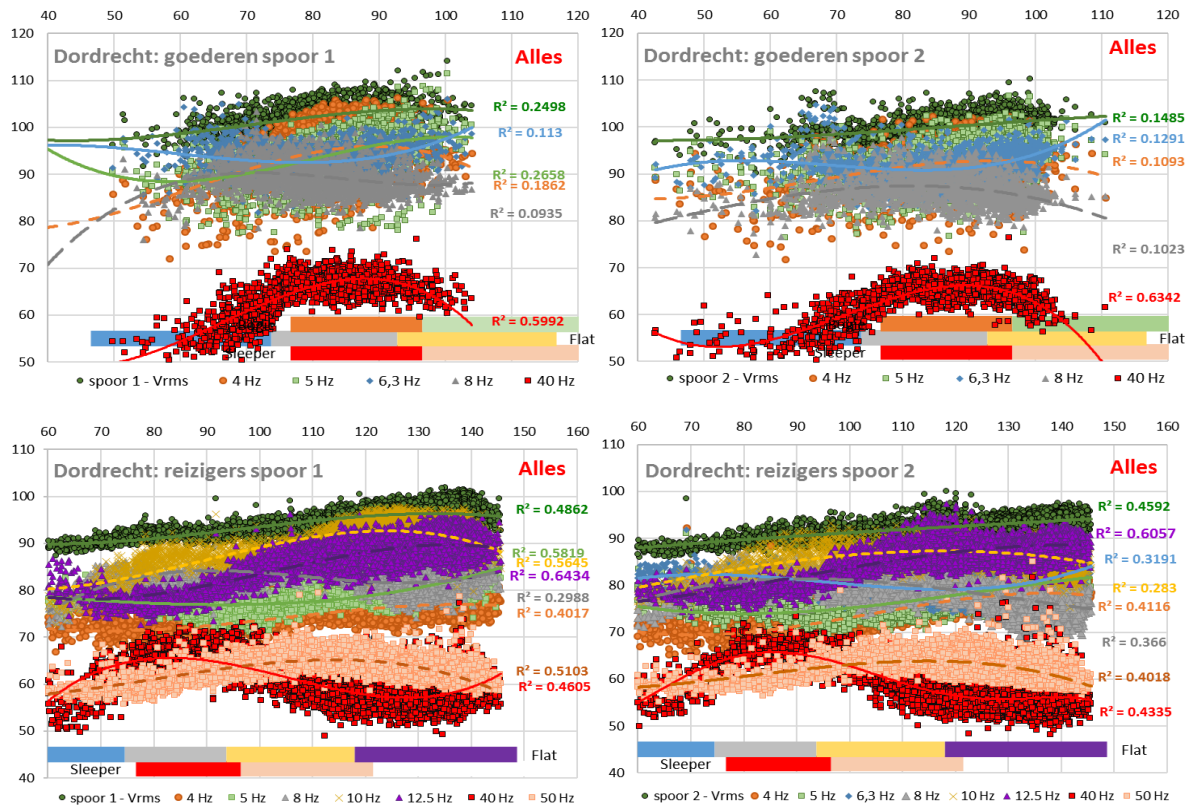 40 50 60 70 80 90 100 110 120
120
110
100
90
80
70
60
50
Dordrecht: goederen spoor 1
Alles
R² = 0.2498
R² = 0.113
R² = 0.2658
R² = 0.1862
R² = 0.0935
R² = 0.5992
Flat
Sleeper
spoor 1 - Vrms 4 Hz 5 Hz 6,3 Hz 8 Hz 40 Hz
40 50 60 70 80 90 100 110 120
120
110
100
90
80
70
60
50
Dordrecht: goederen spoor 2
Alles
R² = 0.1485
R² = 0.1291
R² = 0.1093
R² = 0.1023
R² = 0.6342
Flat
Sleeper
spoor 2 - Vrms 4 Hz 5 Hz 6,3 Hz 8 Hz 40 Hz
60 70 80 90 100 110 120 130 140 150 160
110
100
90
80
70
60
50
40
Dordrecht: reizigers spoor 1
Alles
R² = 0.4862
R² = 0.5819
R² = 0.5645
R² = 0.6434
R² = 0.2988
R² = 0.4017
R² = 0.5103
R² = 0.4605
Flat
Sleeper
spoor 1 - Vrms 4 Hz 5 Hz 8 Hz 10 Hz 12.5 Hz 40 Hz 50 Hz
60 70 80 90 100 110 120 130 140 150 160
110
100
90
80
70
60
50
40
Dordrecht: reizigers spoor 2
Alles
R² = 0.4592
R² = 0.6057
R² = 0.3191
R² = 0.283
R² = 0.4116
R² = 0.366
R² = 0.4018
R² = 0.4335
Flat
Sleeper
spoor 2 - Vrms 4 Hz 5 Hz 6,3 Hz 8 Hz 10 Hz 12.5 Hz 40 Hz 50 Hz